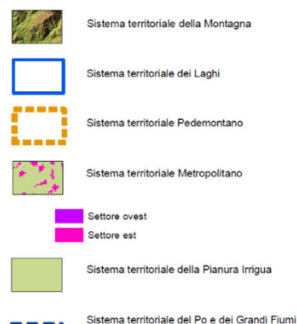 Sistema territoriale della Montagna
Sistema territoriale dei Laghi
Sistema territoriale Pedemontano
Sistema territoriale Metropolitano
Settore ovest
Settore est
Sistema territoriale della Pianura Irrigua
Sistema territoriale del Po e dei Grandi Fiumi